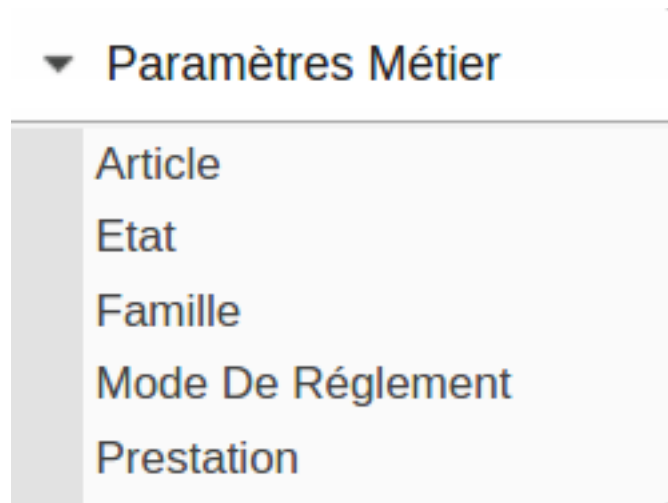 Paramètres Métier
Article
Etat
Famille
Mode De Réglement
Prestation